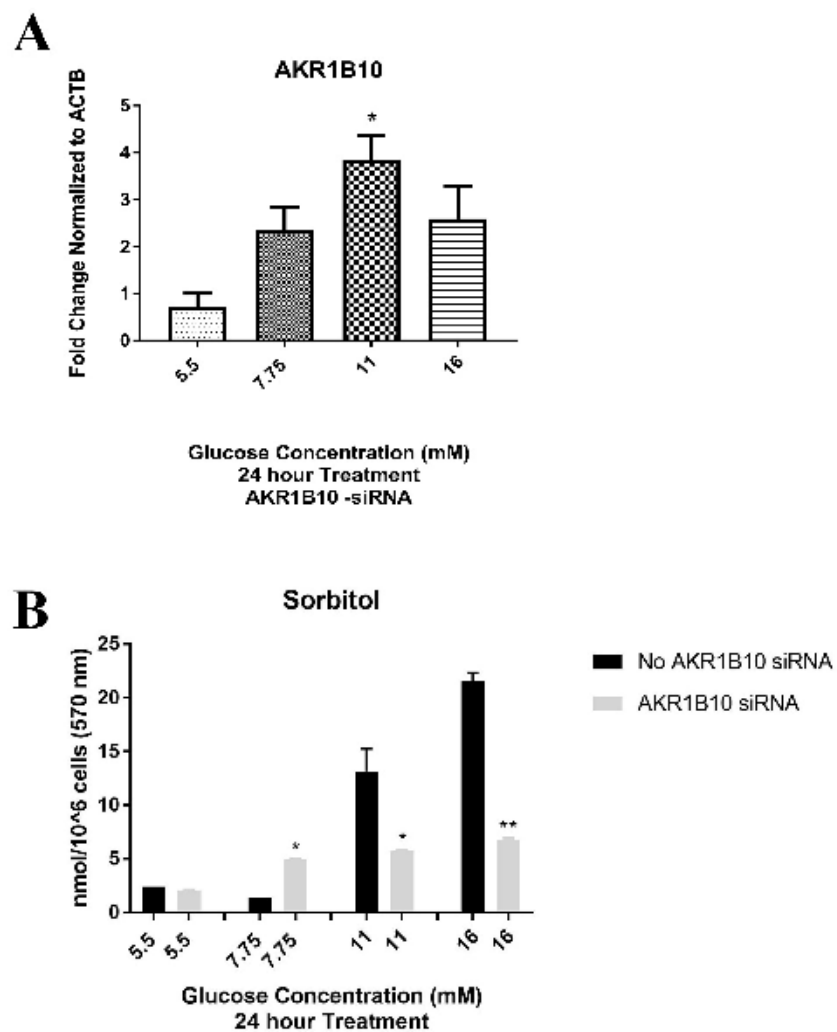 A
AKR1B10
Fold Change Normalized to ACTB
5
4
3
2
1
0
*
5.5
7.75
11
16
Glucose Concentration (mM)
24 hour Treatment
AKR1B10 -siRNA
B
Sorbitol
nmol/10^6 cells (570 nm)
25
20
15
10
5
0
*
*
**
5.5
5.5
7.75
7.75
11
11
16
16
Glucose Concentration (mM)
24 hour Treatment
No AKR1B10 siRNA
AKR1B10 siRNA